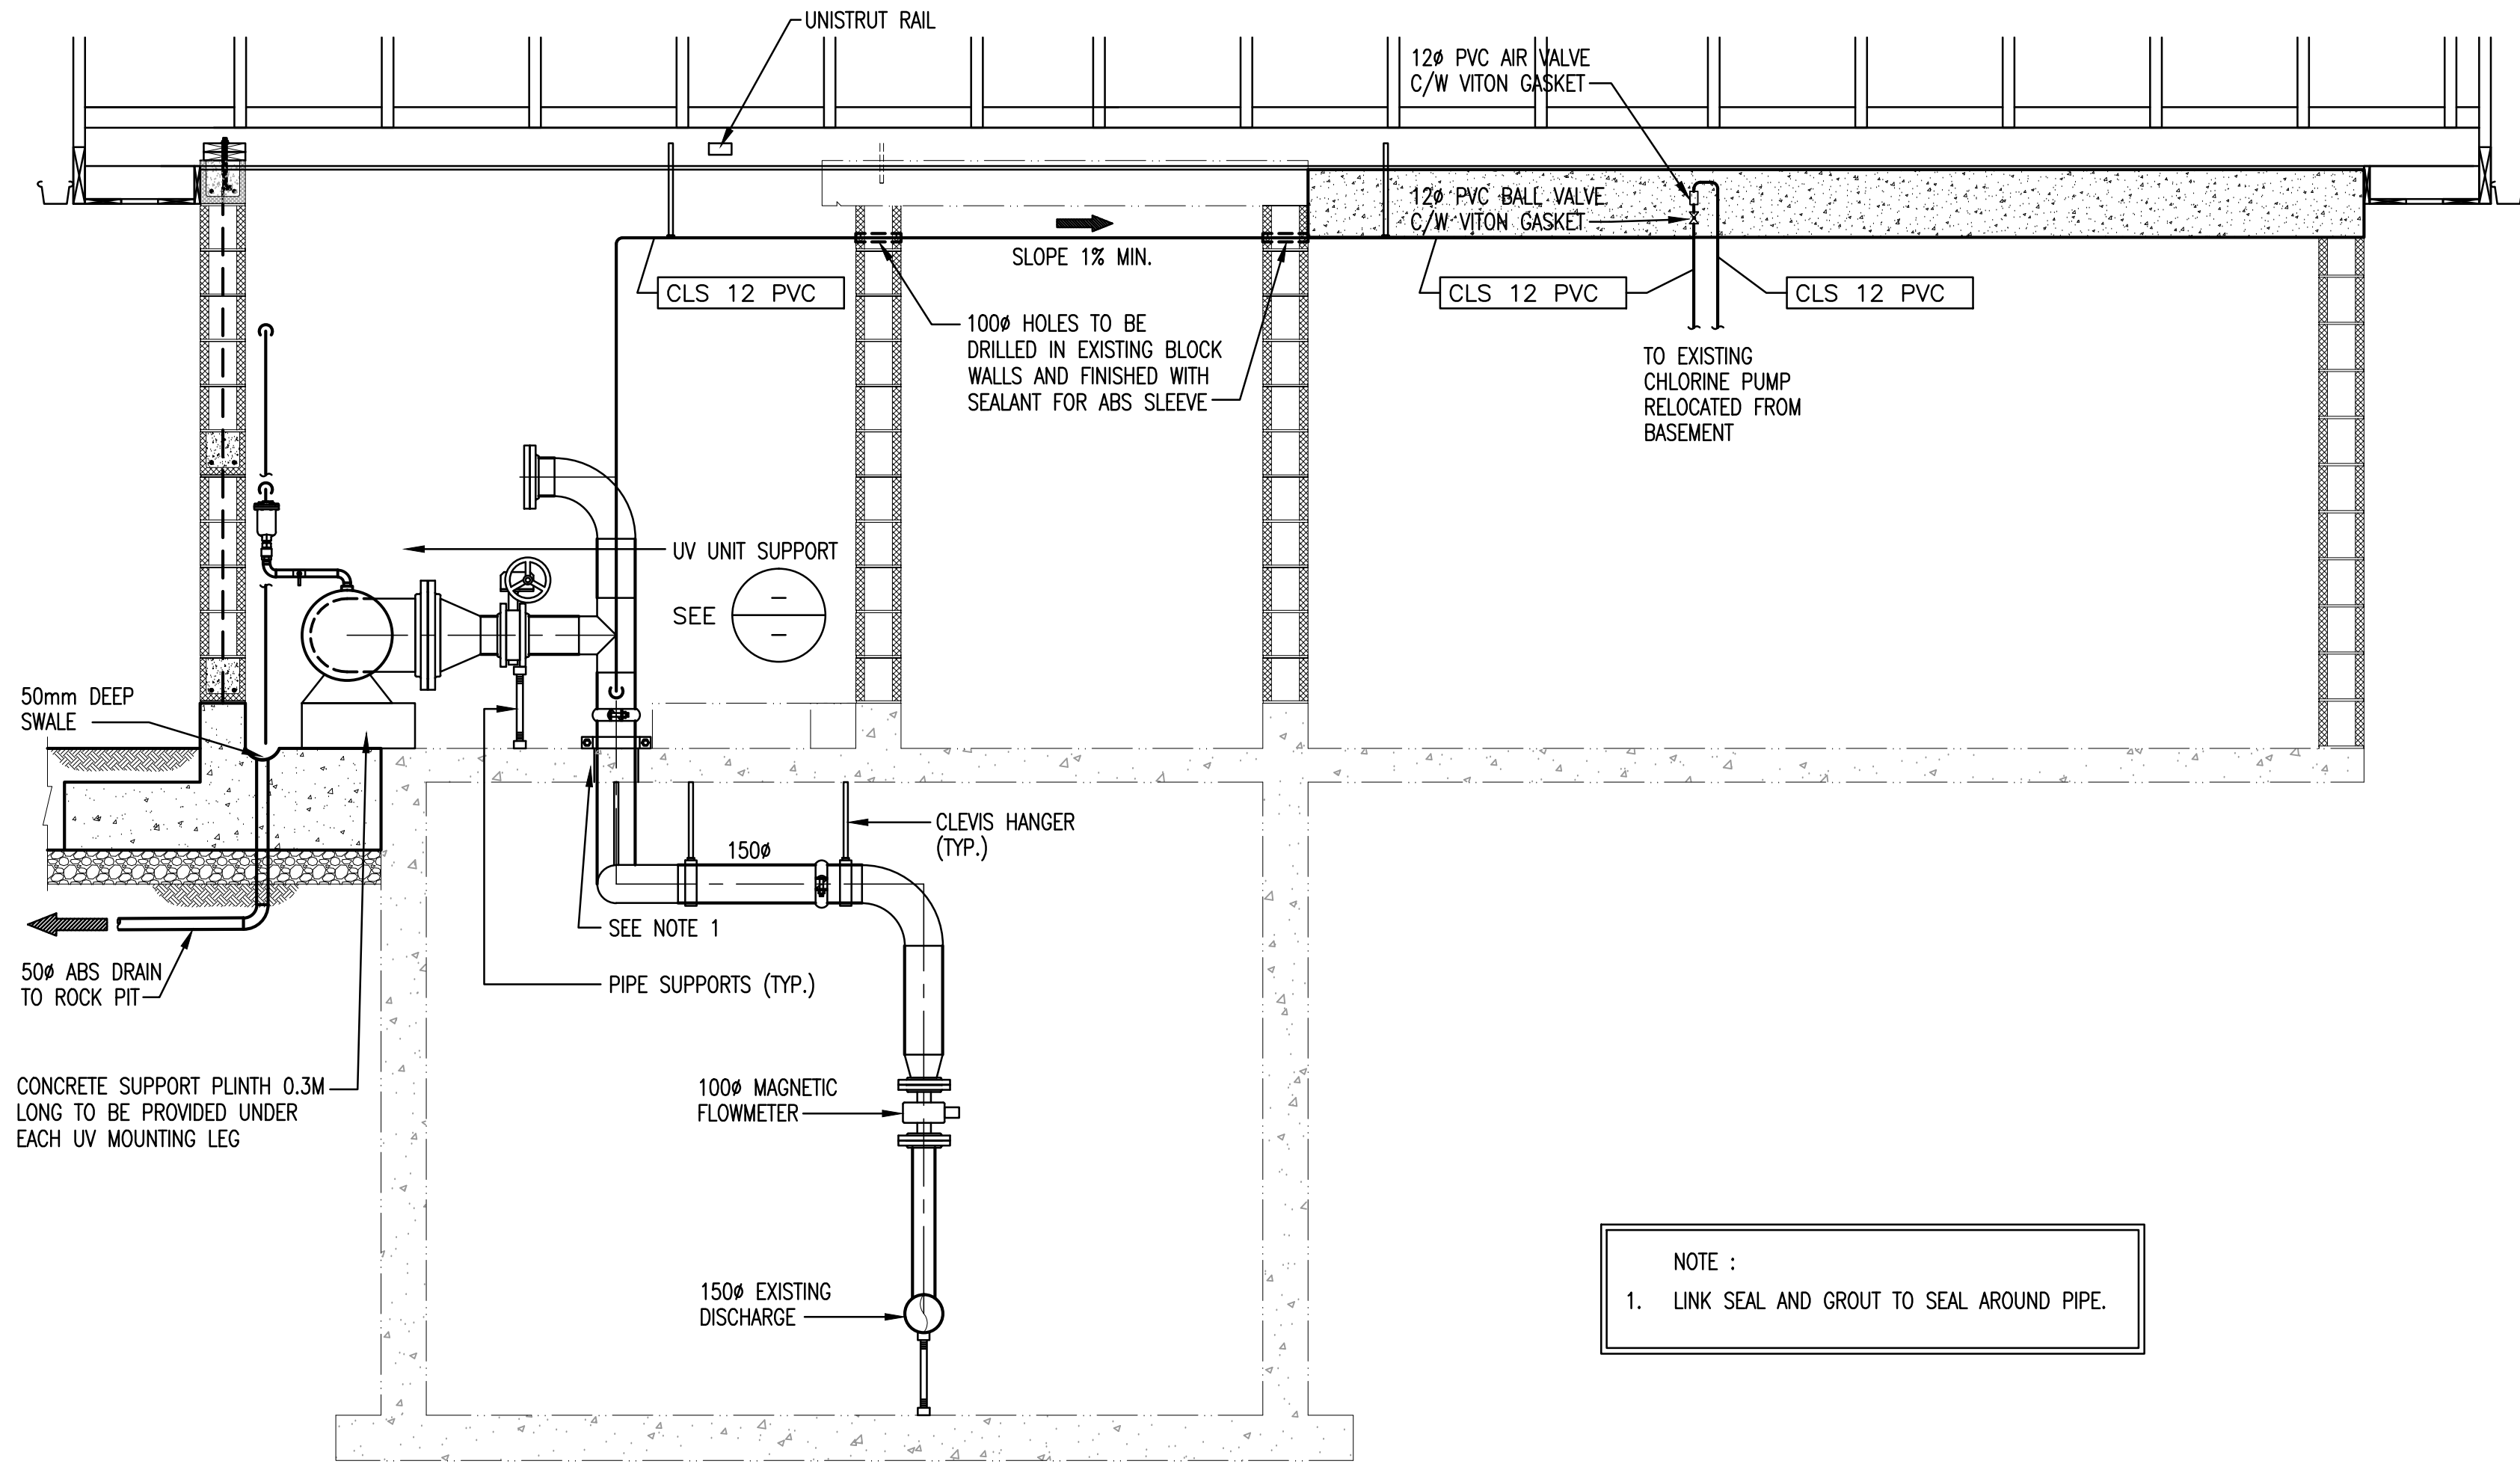 UNISTRUT RAIL
12ø PVC AIR VALVE
C/W VITON GASKET
12ø PVC BALL VALVE
C/W VITON GASKET
SLOPE 1% MIN.
CLS 12 PVC
CLS 12 PVC
CLS 12 PVC
100ø HOLES TO BE
DRILLED IN EXISTING BLOCK
WALLS AND FINISHED WITH
SEALANT FOR ABS SLEEVE
TO EXISTING
CHLORINE PUMP
RELOCATED FROM
BASEMENT
UV UNIT SUPPORT
SEE
–
–
50mm DEEP
SWALE
CLEVIS HANGER
(TYP.)
150ø
SEE NOTE 1
50ø ABS DRAIN
TO ROCK PIT
PIPE SUPPORTS (TYP.)
CONCRETE SUPPORT PLINTH 0.3M
LONG TO BE PROVIDED UNDER
EACH UV MOUNTING LEG
100ø MAGNETIC
FLOWMETER
150ø EXISTING
DISCHARGE
NOTE :
1. LINK SEAL AND GROUT TO SEAL AROUND PIPE.